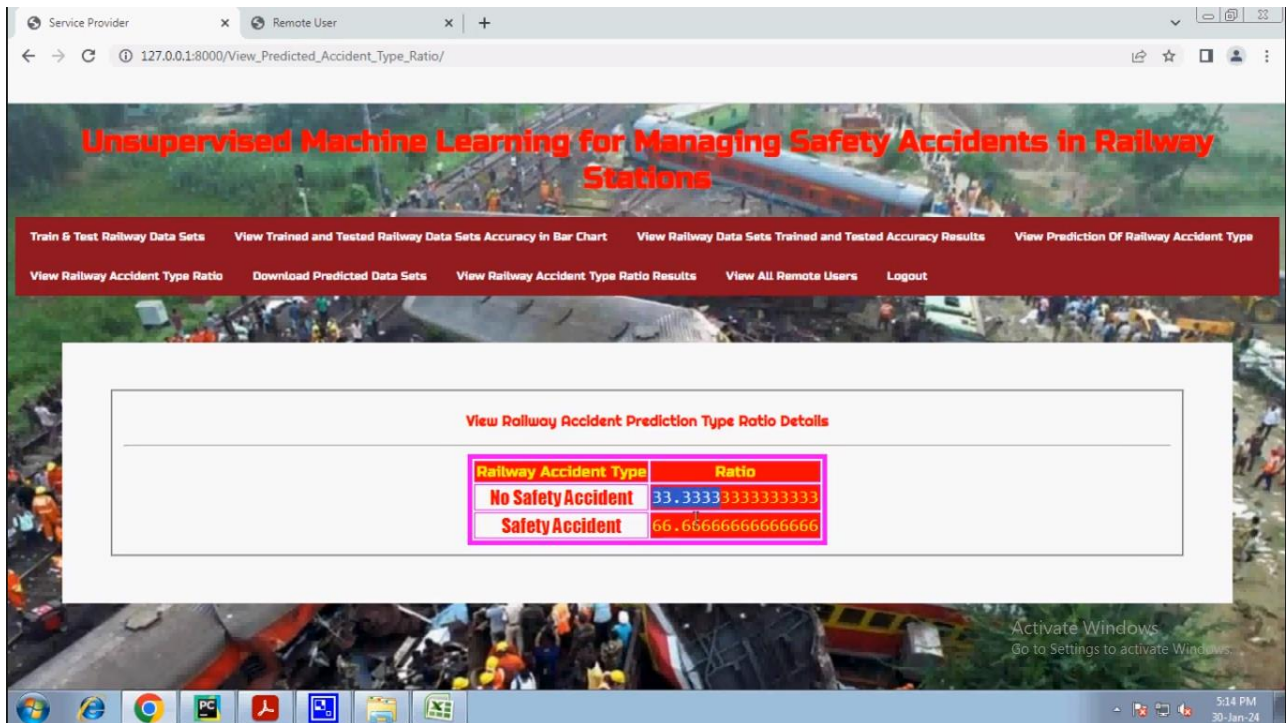 Service Provider
Remote User
127.0.0.1:8000/View_Predicted_Accident_Type_Ratio/
Unsupervised Machine Learning for Managing Safety Accidents in Railway
Stations
Train & Test Railway Data Sets View Trained and Tested Railway Data Sets Accuracy in Bar Chart View Railway Data Sets Trained and Tested Accuracy Results View Prediction Of Railway Accident Type
View Railway Accident Type Ratio Download Predicted Data Sets View Railway Accident Type Ratio Results View All Remote Users Logout
View Railway Accident Prediction Type Ratio Details
Railway Accident Type Ratio
No Safety Accident 33.33333333333333
Safety Accident 66.66666666666666
Activate Windows
Go to Settings to activate Windows.
PC
5:14 PM
30-Jan-24